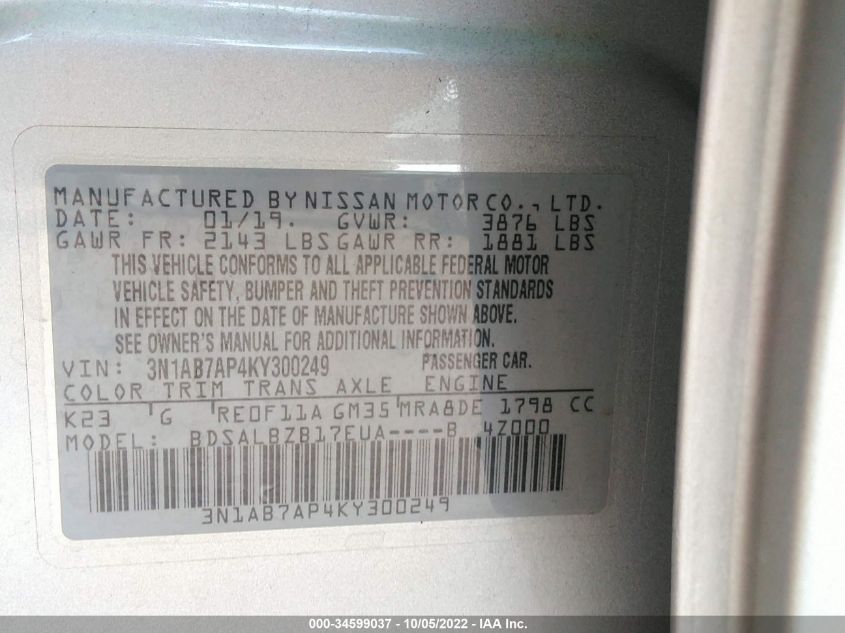 MANUFACTURED BY NISSAN MOTOR CO., LTD.
DATE: 01/19. GVWR: 3876 LBS
GAWR FR: 2143 LBS GAWR RR: 1881 LBS
THIS VEHICLE CONFORMS TO ALL APPLICABLE FEDERAL MOTOR
VEHICLE SAFETY, BUMPER AND THEFT PREVENTION STANDARDS
IN EFFECT ON THE DATE OF MANUFACTURE SHOWN ABOVE.
SEE OWNER'S MANUAL FOR ADDITIONAL INFORMATION.
VIN: 3N1AB7AP4KY300249 PASSENGER CAR.
COLOR TRIM TRANS AXLE ENGINE
K23 G RE0F11A GM35 MRA8DE 1798 CC
MODEL: BDSALBZB17EUA----B 4Z000
3N1AB7AP4KY300249
000-34599037 - 10/05/2022 - IAA Inc.